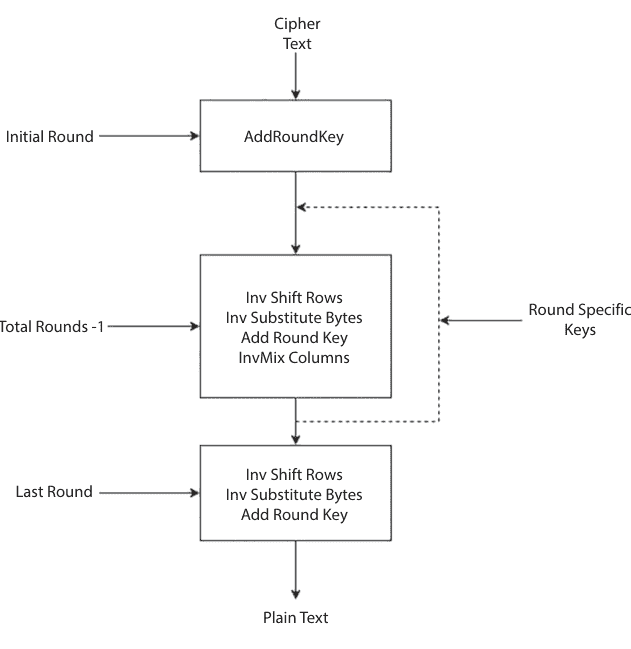 Cipher
Text
Initial Round
AddRoundKey
Inv Shift Rows
Inv Substitute Bytes
Add Round Key
InvMix Columns
Total Rounds -1
Round Specific
Keys
Inv Shift Rows
Inv Substitute Bytes
Add Round Key
Last Round
Plain Text